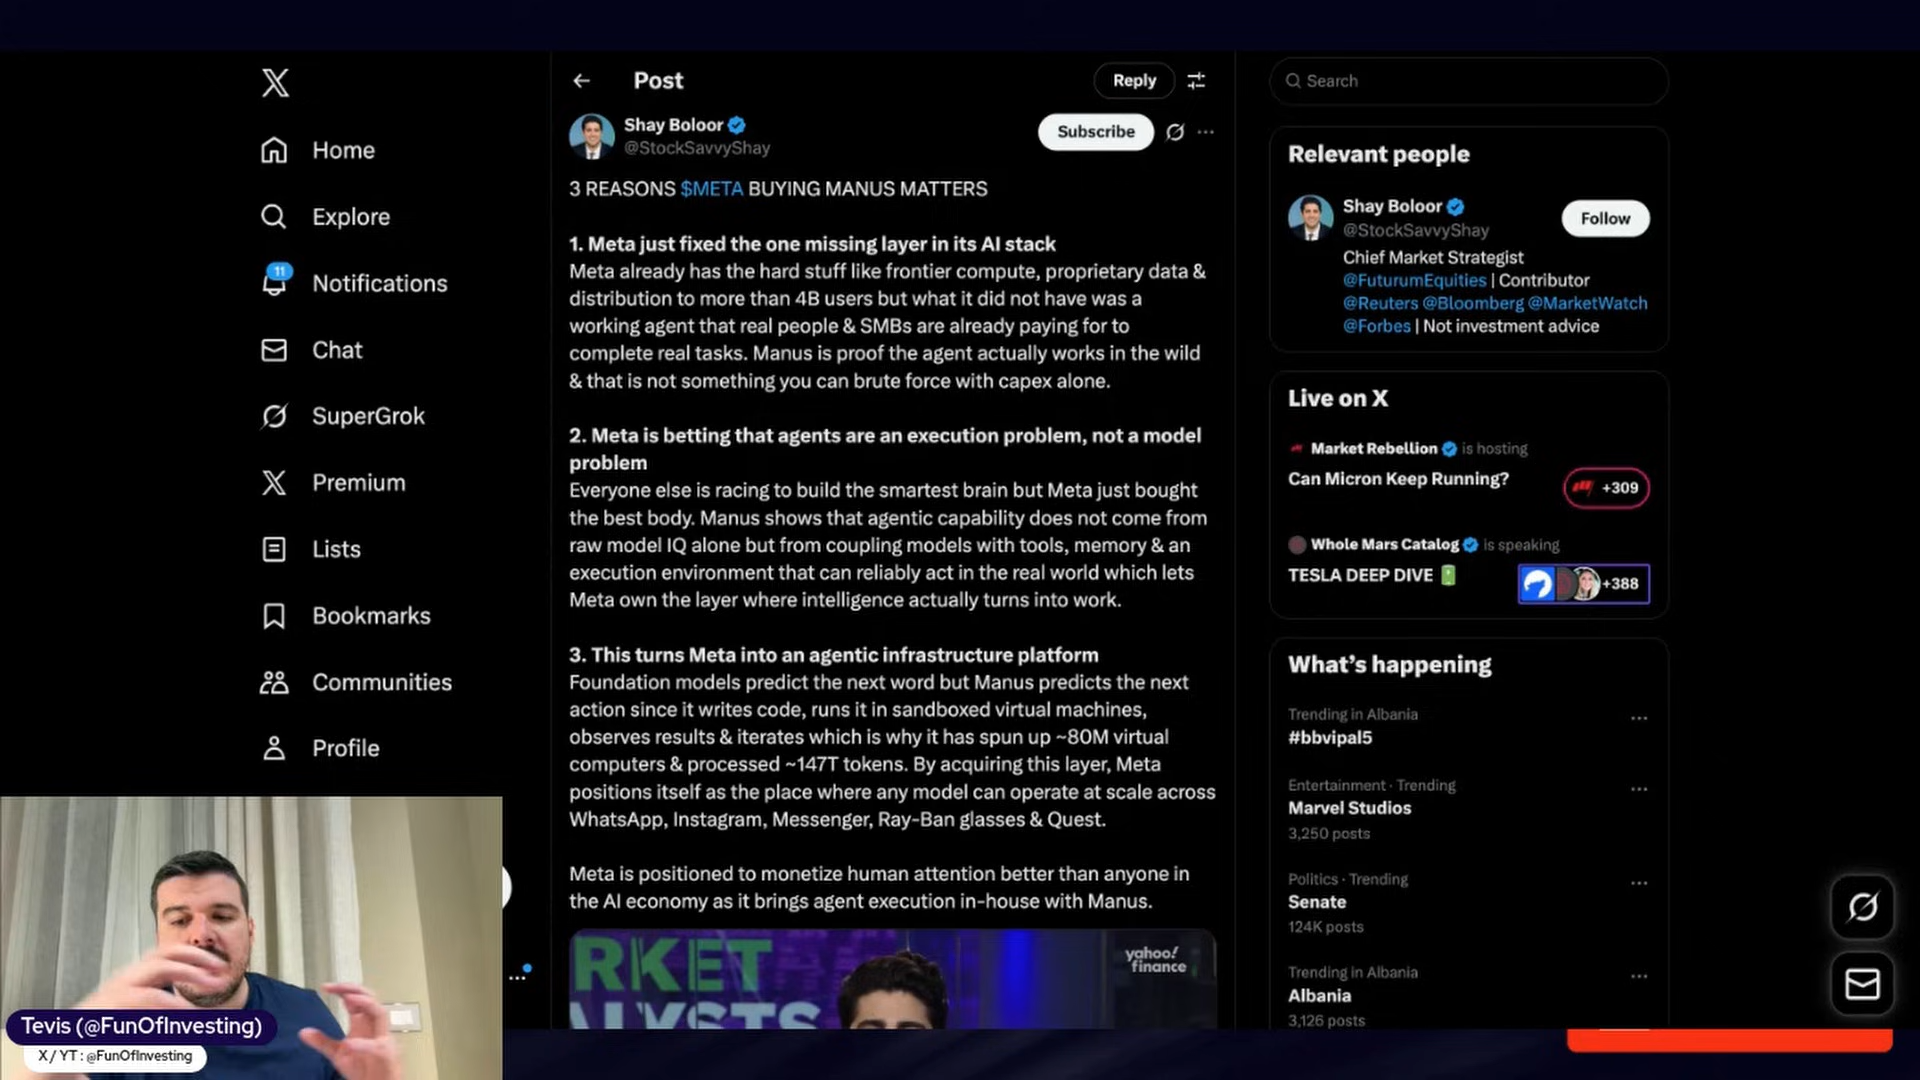 Home
Explore
11
Notifications
Chat
SuperGrok
Premium
Lists
Bookmarks
Communities
Profile
Post
Reply
Shay Boloor
@StockSavvyShay
Subscribe
3 REASONS $META BUYING MANUS MATTERS
1. Meta just fixed the one missing layer in its AI stack
Meta already has the hard stuff like frontier compute, proprietary data &
distribution to more than 4B users but what it did not have was a
working agent that real people & SMBs are already paying for to
complete real tasks. Manus is proof the agent actually works in the wild
& that is not something you can brute force with capex alone.
2. Meta is betting that agents are an execution problem, not a model
problem
Everyone else is racing to build the smartest brain but Meta just bought
the best body. Manus shows that agentic capability does not come from
raw model IQ alone but from coupling models with tools, memory & an
execution environment that can reliably act in the real world which lets
Meta own the layer where intelligence actually turns into work.
3. This turns Meta into an agentic infrastructure platform
Foundation models predict the next word but Manus predicts the next
action since it writes code, runs it in sandboxed virtual machines,
observes results & iterates which is why it has spun up ~80M virtual
computers & processed ~147T tokens. By acquiring this layer, Meta
positions itself as the place where any model can operate at scale across
WhatsApp, Instagram, Messenger, Ray-Ban glasses & Quest.
Meta is positioned to monetize human attention better than anyone in
the AI economy as it brings agent execution in-house with Manus.
yahoo!
finance
Search
Relevant people
Shay Boloor
@StockSavvyShay
Follow
Chief Market Strategist
@FuturumEquities | Contributor
@Reuters @Bloomberg @MarketWatch
@Forbes | Not investment advice
Live on X
Market Rebellion is hosting
Can Micron Keep Running?
+309
Whole Mars Catalog is speaking
TESLA DEEP DIVE
+388
What's happening
Trending in Albania
#bbvipal5
Entertainment · Trending
Marvel Studios
3,250 posts
Politics · Trending
Senate
124K posts
Trending in Albania
Albania
3,126 posts
Tevis (@FunOfInvesting)
X / YT : @FunOfInvesting